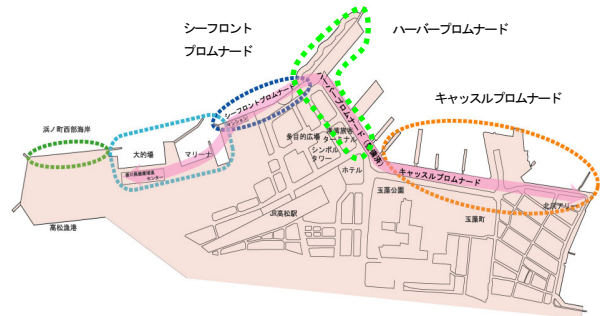 シーフロント
プロムナード
ハーバープロムナード
キャッスルプロムナード
浜ノ町西部海岸
大的場
マリーナ
シーフロントプロムナード
ハーバープロムナード
多目的広場
シンボル
タワー
ターミナル
ホテル
キャッスルプロムナード
玉藻公園
JR高松駅
玉藻町
北浜アリー
高松漁港